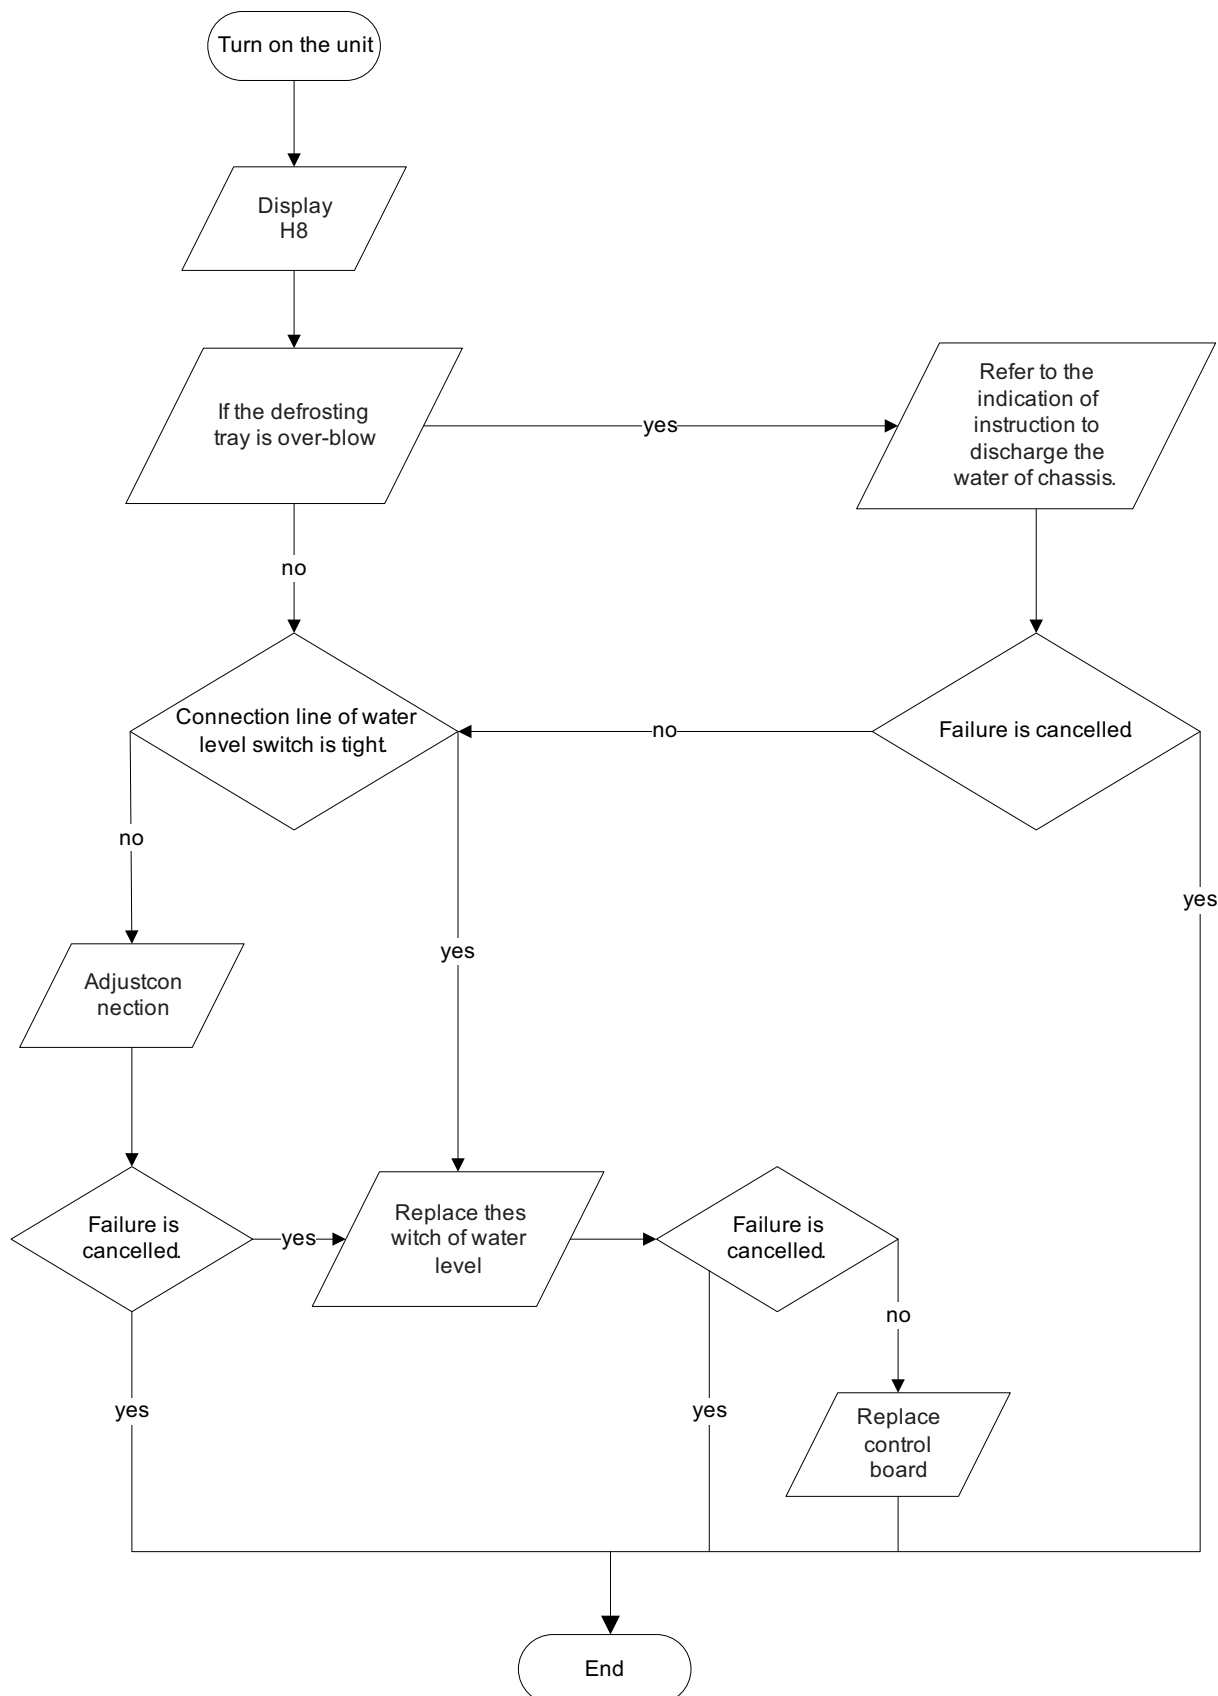 Turn on the unit
Display
H8
If the defrosting
tray is over-blow
yes
Refer to the
indication of
instruction to
discharge the
water of chassis.
no
Connection line of water
level switch is tight.
no
Failure is cancelled.
no
yes
yes
Adjustcon
nection
Failure is
cancelled.
yes
Replace thes
witch of water
level
Failure is
cancelled.
no
yes
yes
Replace
control
board
End